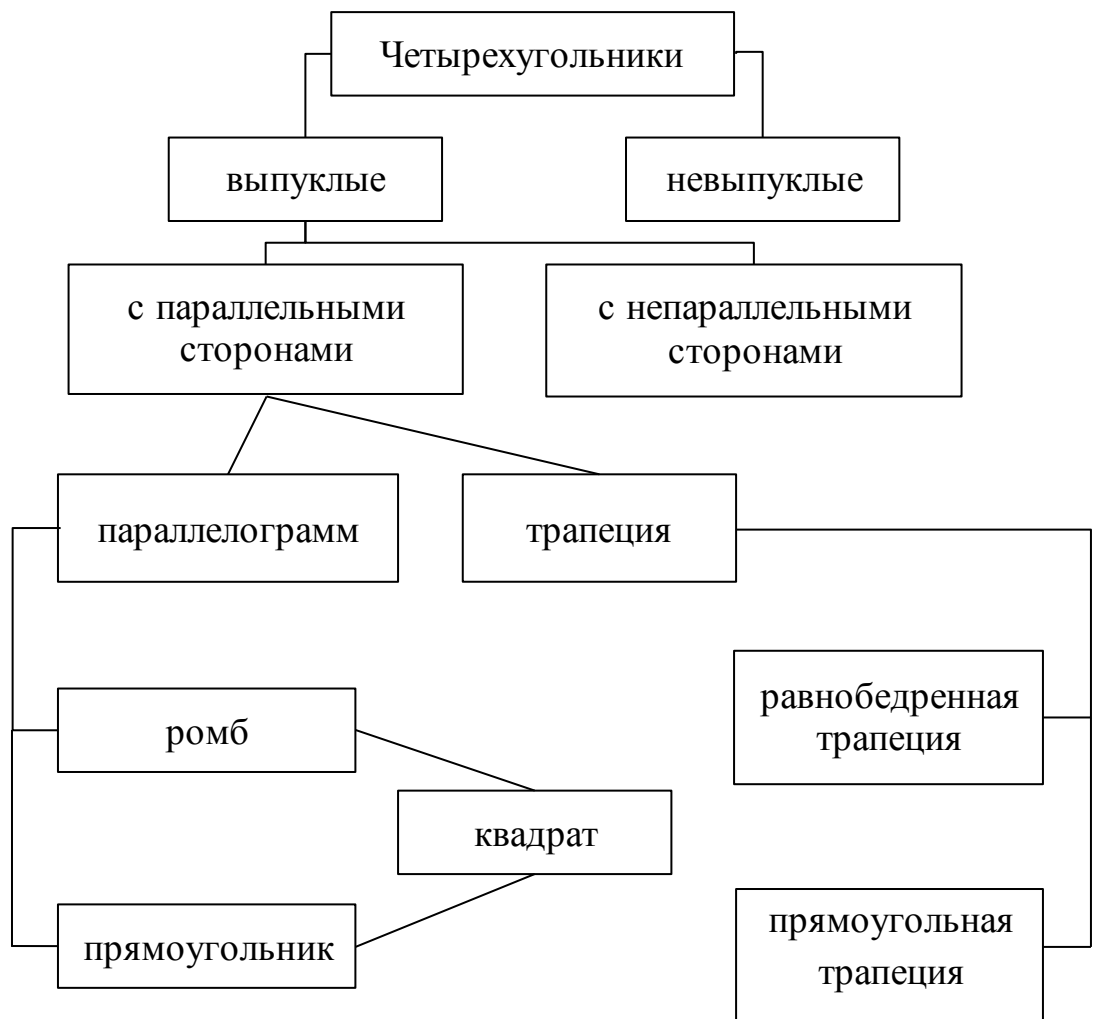 Четырехугольники
выпуклые
невыпуклые
с параллельными
сторонами
с непараллельными
сторонами
параллелограмм
трапеция
ромб
равнобедренная
трапеция
квадрат
прямоугольник
прямоугольная
трапеция